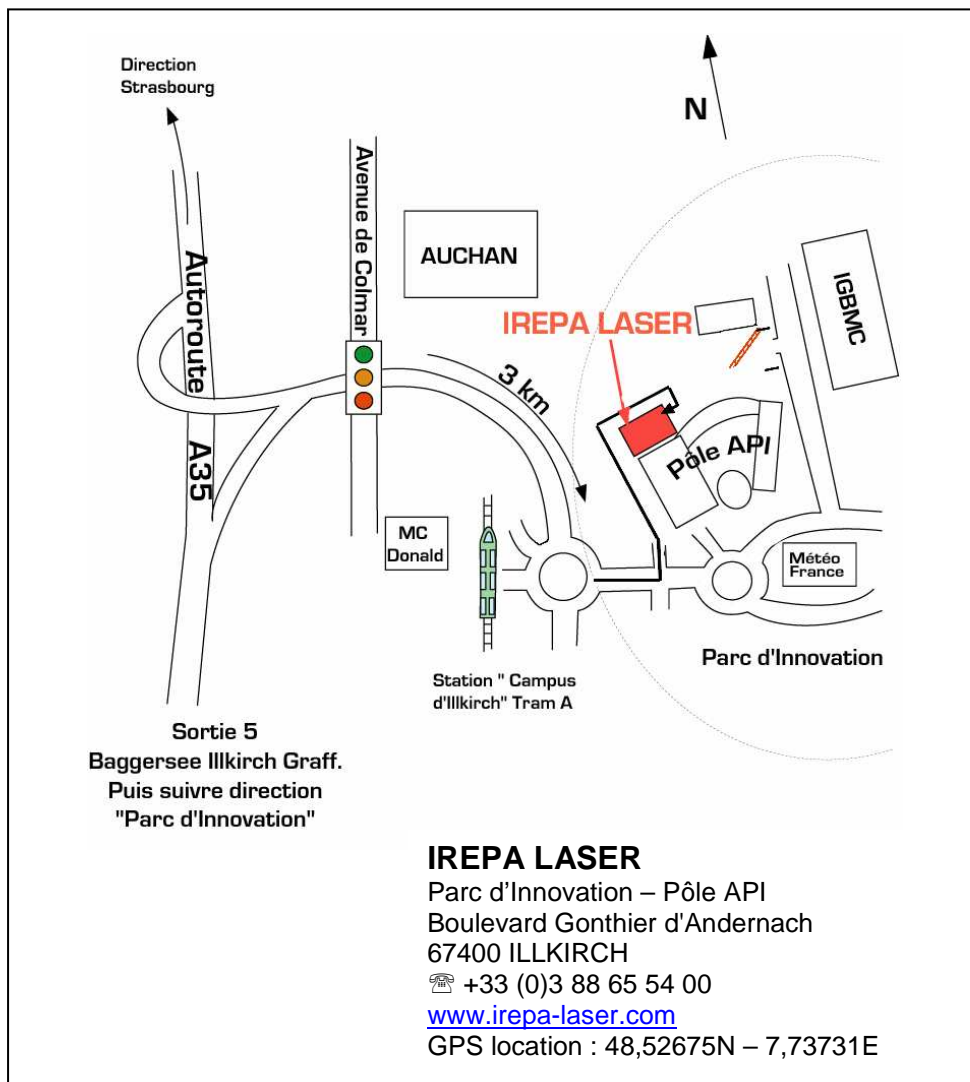 Direction
Strasbourg
N
Avenue de Colmar
AUCHAN
IGBMC
Autoroute A35
IREPA LASER
3 km
Pôle API
MC
Donald
Météo
France
Parc d'Innovation
Station " Campus
d'Illkirch" Tram A
Sortie 5
Baggersee Illkirch Graff.
Puis suivre direction
"Parc d'Innovation"
IREPA LASER
Parc d’Innovation – Pôle API
Boulevard Gonthier d'Andernach
67400 ILLKIRCH
☏ +33 (0)3 88 65 54 00
www.irepa-laser.com
GPS location : 48,52675N – 7,73731E